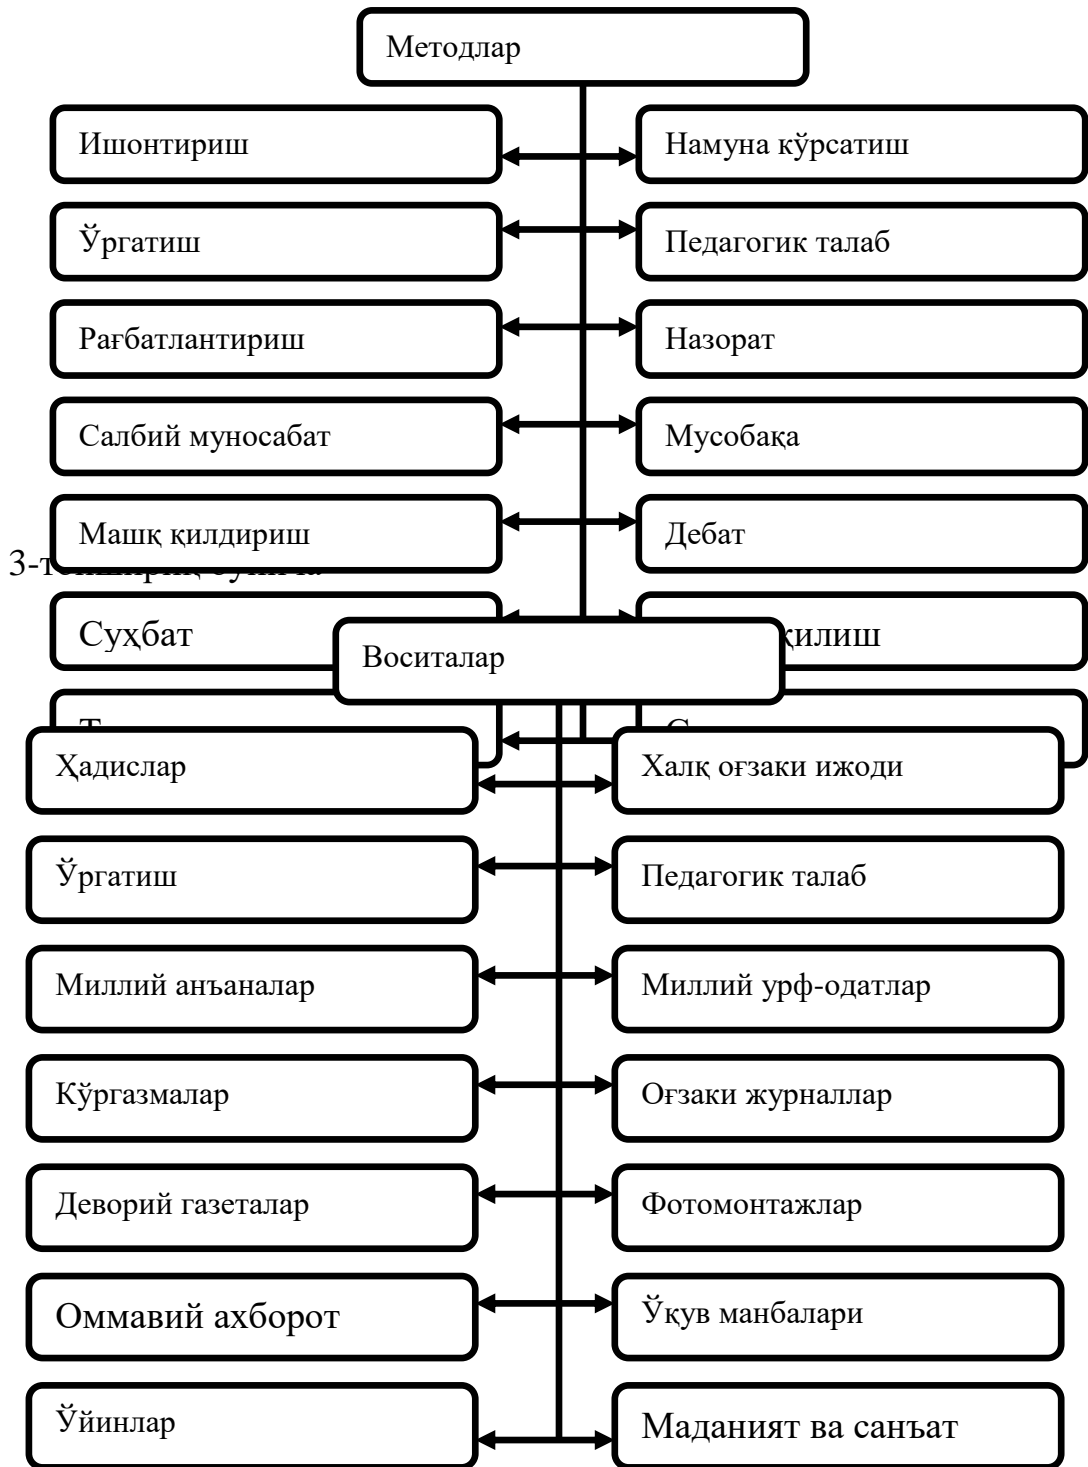 Методлар
Ишонтириш
Намуна кўрсатиш
Ўргатиш
Педагогик талаб
Рағбатлантириш
Назорат
Салбий муносабат
Мусобақа
Машқ қилдириш
Дебат
Суҳбат
Воситалар
Ҳадислар
Халқ оғзаки ижоди
Ўргатиш
Педагогик талаб
Миллий анъаналар
Миллий урф-одатлар
Кўргазмалар
Оғзаки журналлар
Деворий газеталар
Фотомонтажлар
Оммавий ахборот
Ўқув манбалари
Ўйинлар
Маданият ва санъат